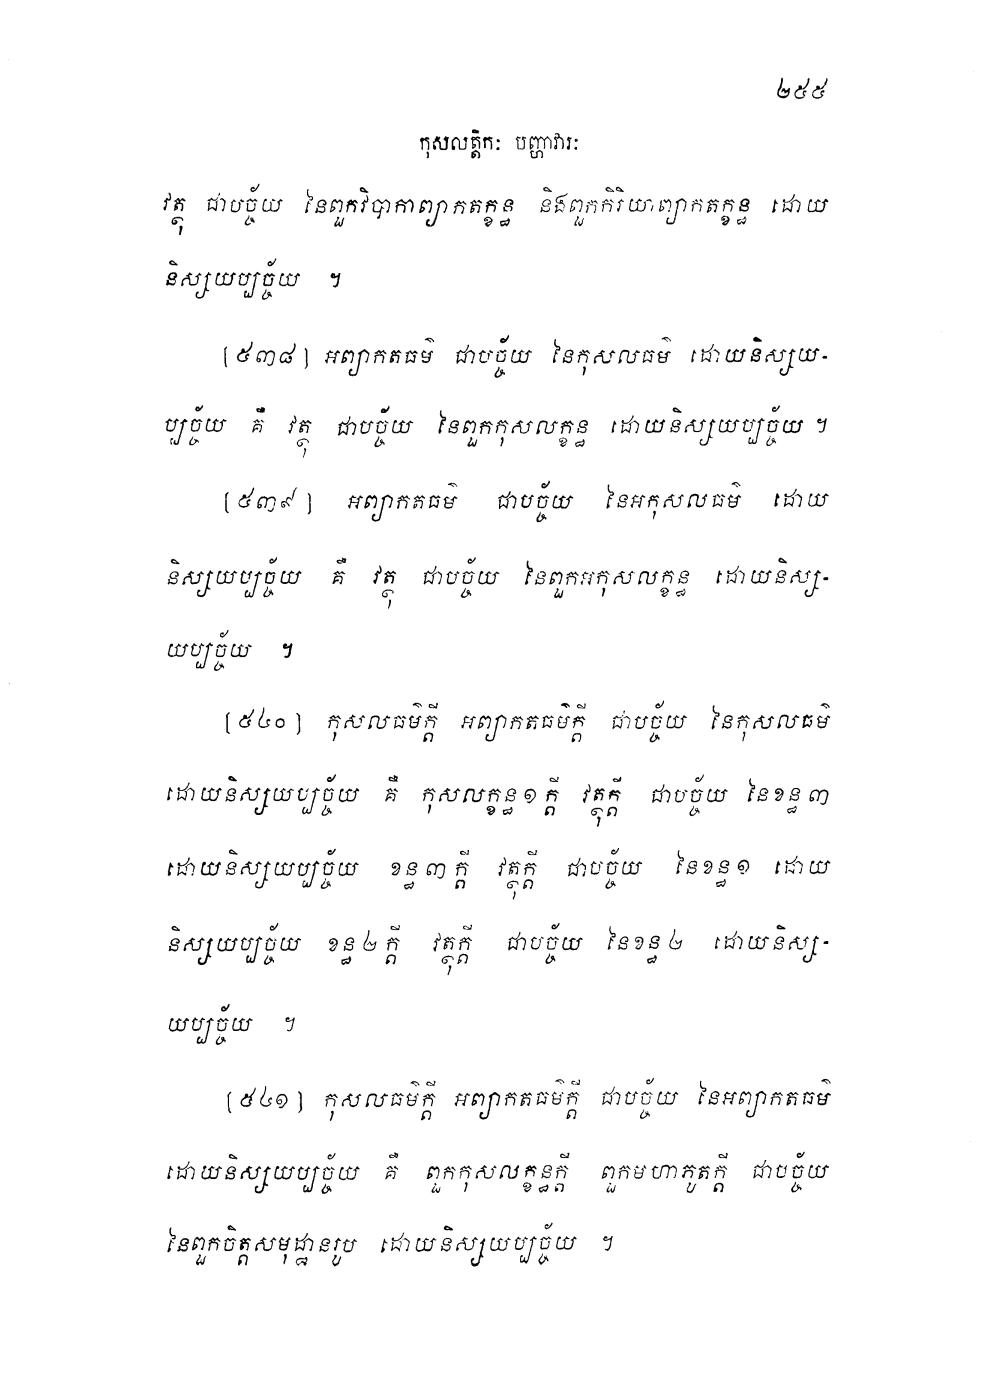 ២៥៥
កុសលត្តិកៈ បញ្ហាវារៈ
វត្ថុ ជាបច្ច័យ នៃពួកវិបាកាព្យាកតក្ខន្ធ និងពួកកិរិយាព្យាកតក្ខន្ធ ដោយ
និស្សយប្បច្ច័យ ។
[៥៣៨] អព្យាកតធម៌ ជាបច្ច័យ នៃកុសលធម៌ ដោយនិស្សយ-
ប្បច្ច័យ គឺ វត្ថុ ជាបច្ច័យ នៃពួកកុសលក្ខន្ធ ដោយនិស្សយប្បច្ច័យ ។
[៥៣៩] អព្យាកតធម៌ ជាបច្ច័យ នៃអកុសលធម៌ ដោយ
និស្សយប្បច្ច័យ គឺ វត្ថុ ជាបច្ច័យ នៃពួកអកុសលក្ខន្ធ ដោយនិស្ស-
យប្បច្ច័យ ។
[៥៤០] កុសលធម៌ក្តី អព្យាកតធម៌ក្តី ជាបច្ច័យ នៃកុសលធម៌
ដោយនិស្សយប្បច្ច័យ គឺ កុសលក្ខន្ធ១ក្តី វត្ថុក្តី ជាបច្ច័យ នៃខន្ធ៣
ដោយនិស្សយប្បច្ច័យ ខន្ធ៣ក្តី វត្ថុក្តី ជាបច្ច័យ នៃខន្ធ១ ដោយ
និស្សយប្បច្ច័យ ខន្ធ២ក្តី វត្ថុក្តី ជាបច្ច័យ នៃខន្ធ២ ដោយនិស្ស-
យប្បច្ច័យ ។
[៥៤១] កុសលធម៌ក្តី អព្យាកតធម៌ក្តី ជាបច្ច័យ នៃអព្យាកតធម៌
ដោយនិស្សយប្បច្ច័យ គឺ ពួកកុសលក្ខន្ធក្តី ពួកមហាភូតក្តី ជាបច្ច័យ
នៃពួកចិត្តសមុដ្ឋានរូប ដោយនិស្សយប្បច្ច័យ ។